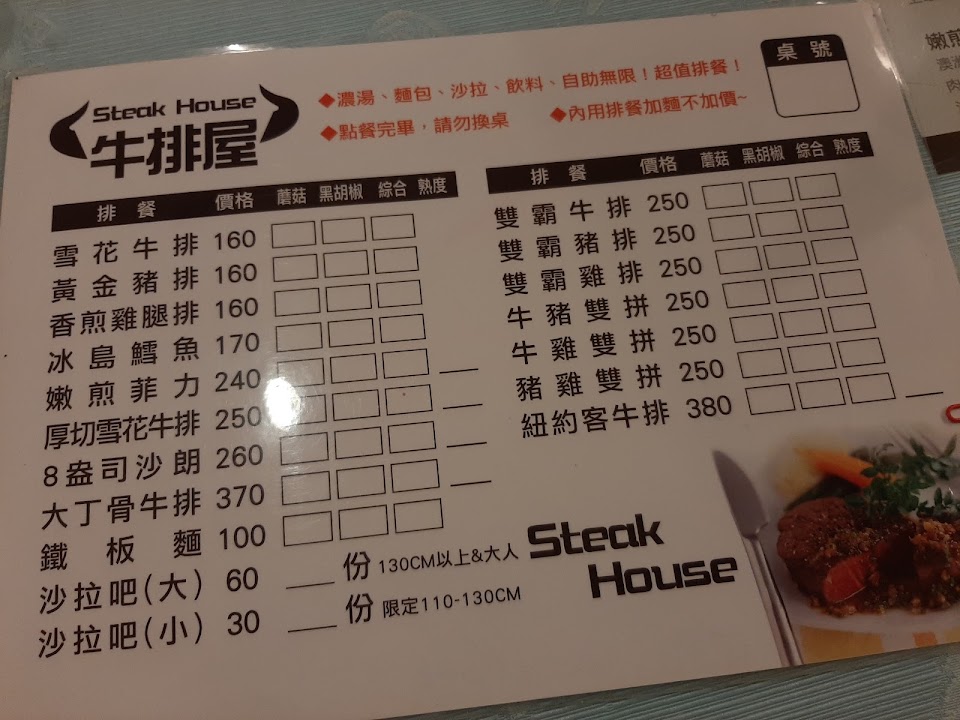 Steak House
牛排屋
◆濃湯、麵包、沙拉、飲料、自助無限！超值排餐！
◆點餐完畢，請勿換桌
◆內用排餐加麵不加價~
桌號
排餐 價格 蘑菇 黑胡椒 綜合 熟度
雪花牛排 160
黃金豬排 160
香煎雞腿排 160
冰島鱈魚 170
嫩煎菲力 240
厚切雪花牛排 250
8盎司沙朗 260
大丁骨牛排 370
鐵板麵 100
沙拉吧(大) 60 ___ 份 130CM以上&大人
沙拉吧(小) 30 ___ 份 限定110-130CM
排餐 價格 蘑菇 黑胡椒 綜合 熟度
雙霸牛排 250
雙霸豬排 250
雙霸雞排 250
牛豬雙拼 250
牛雞雙拼 250
豬雞雙拼 250
紐約客牛排 380
Steak
House
嫩煎